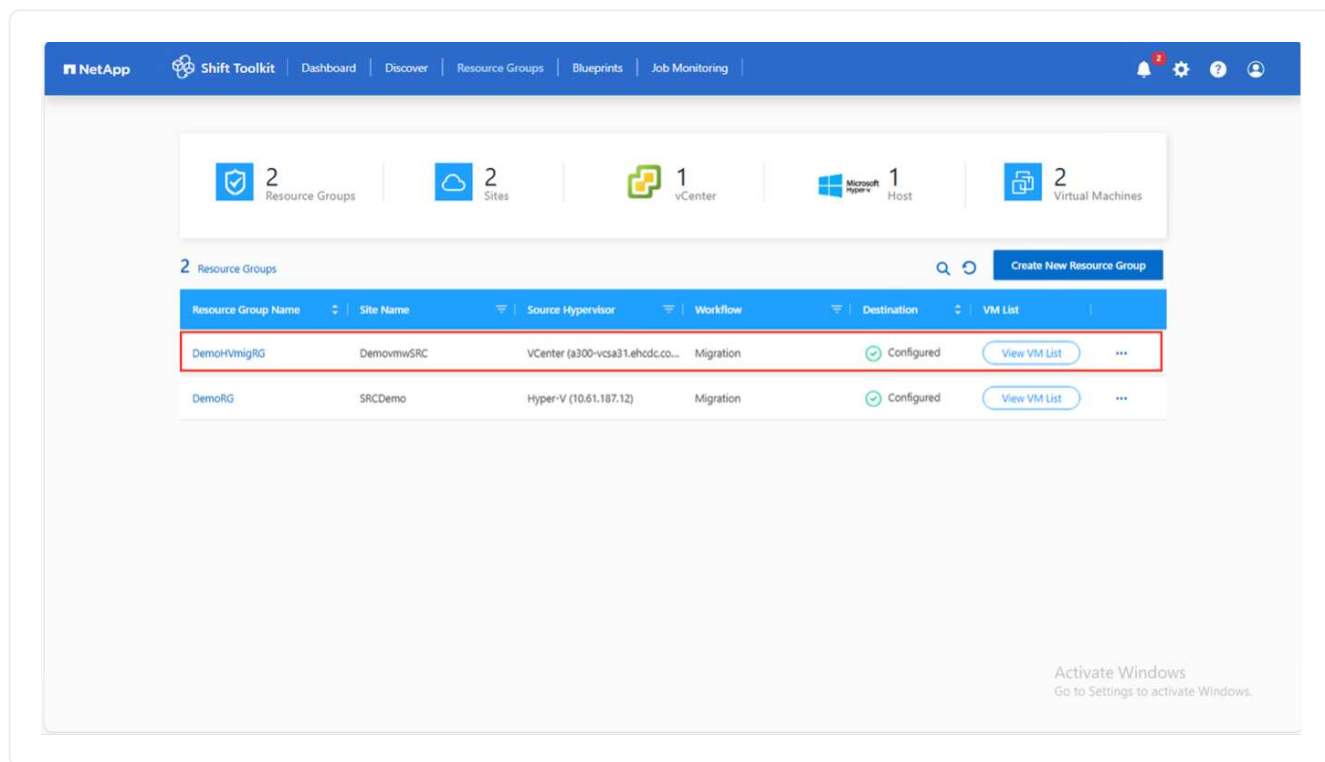 NetApp Shift Toolkit Dashboard Discover Resource Groups Blueprints Job Monitoring 2 ?
2 2 1 Microsoft Hyper-V 1 2
Resource Groups Sites vCenter Host Virtual Machines
2 Resource Groups Create New Resource Group
Resource Group Name Site Name Source Hypervisor Workflow Destination VM List
DemoHVmigRG DemovmwSRC VCenter (a300-vcsa31.ehcdc.co... Migration Configured View VM List ...
DemoRG SRCDemo Hyper-V (10.61.187.12) Migration Configured View VM List ...
Activate Windows
Go to Settings to activate Windows.